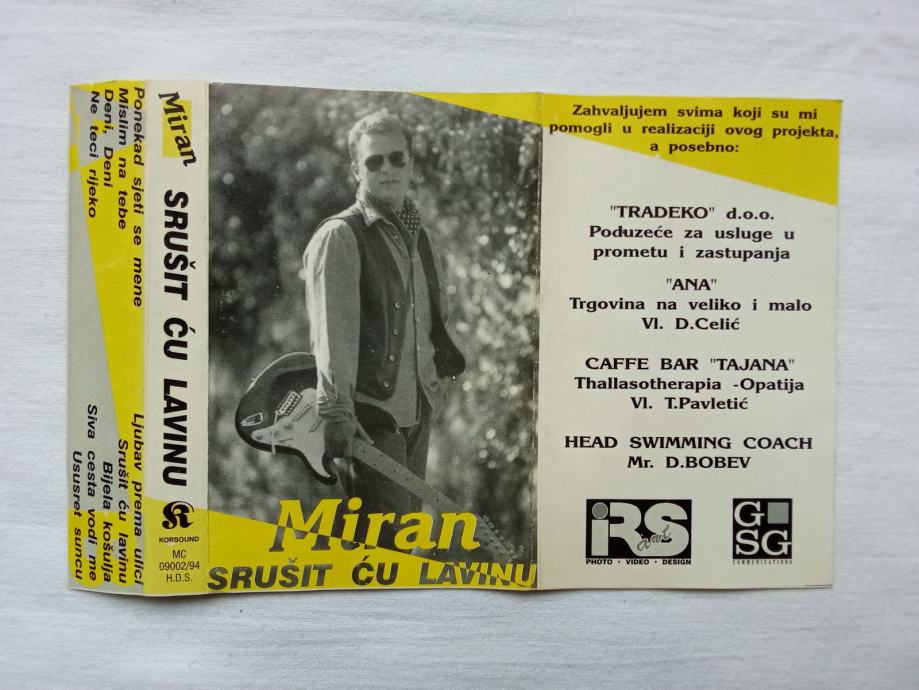 Ponekad sjeti se mene
Mislim na tebe
Deni, Deni
Ne teci rijeko
Ljubav prema ulici
Srušit ću lavinu
Bijela košulja
Siva cesta vodi me
Ususret suncu
Miran
SRUŠIT ĆU LAVINU
KORSOUND
MC
09002/94
H.D.S.
Miran
SRUŠIT ĆU LAVINU
Zahvaljujem svima koji su mi
pomogli u realizaciji ovog projekta,
a posebno:
"TRADEKO" d.o.o.
Poduzeće za usluge u
prometu i zastupanja
"ANA"
Trgovina na veliko i malo
Vl. D.Celić
CAFFE BAR "TAJANA"
Thallasotherapia -Opatija
Vl. T.Pavletić
HEAD SWIMMING COACH
Mr. D.BOBEV
iRS
art
PHOTO • VIDEO • DESIGN
G
SG
COMMUNICATIONS